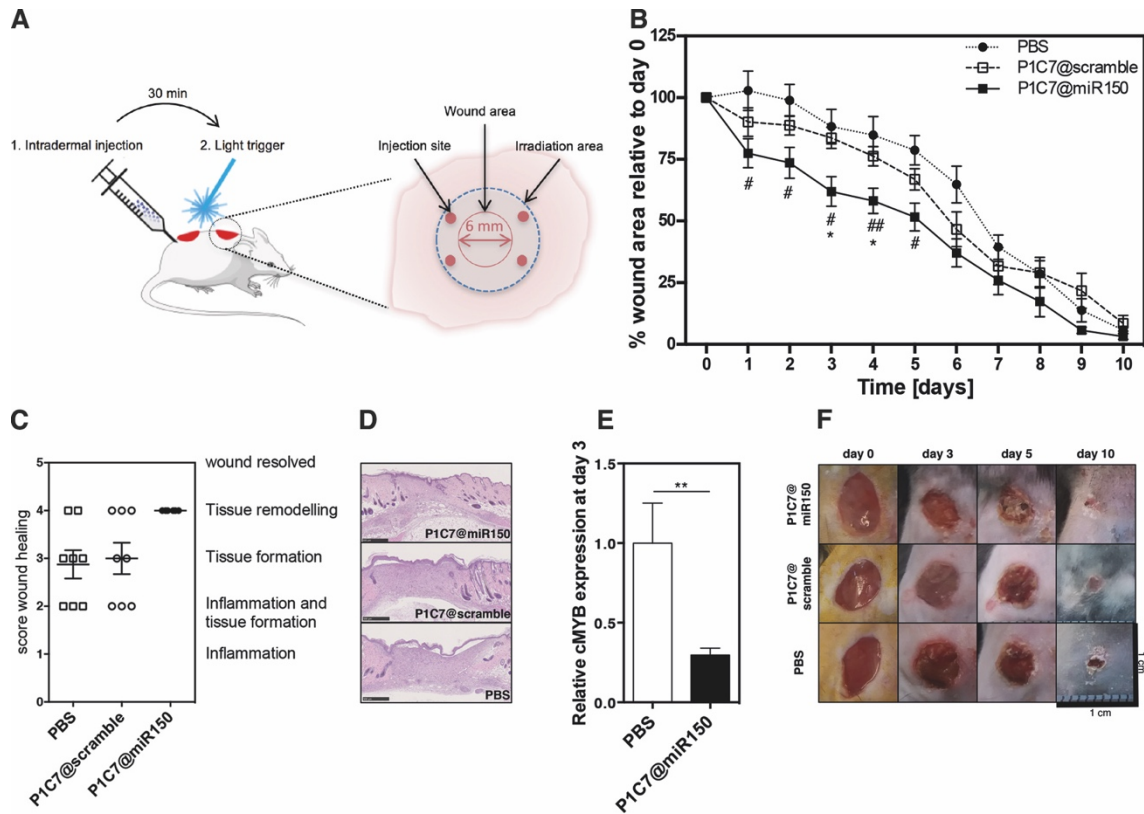 A
30 min
1. Intradermal injection
2. Light trigger
Wound area
Injection site
Irradiation area
6 mm
B
% wound area relative to day 0
125
100
75
50
25
0
PBS
P1C7@scramble
P1C7@miR150
#
#
#
*
##
*
#
0 1 2 3 4 5 6 7 8 9 10
Time [days]
C
score wound healing
5
4
3
2
1
0
wound resolved
Tissue remodelling
Tissue formation
Inflammation and
tissue formation
Inflammation
PBS
P1C7@scramble
P1C7@miR150
D
P1C7@miR150
P1C7@scramble
PBS
E
Relative cMYB expression at day 3
1.5
1.0
0.5
0.0
**
PBS
P1C7@miR150
F
day 0 day 3 day 5 day 10
P1C7@
miR150
P1C7@
scramble
PBS
1 cm
1 cm